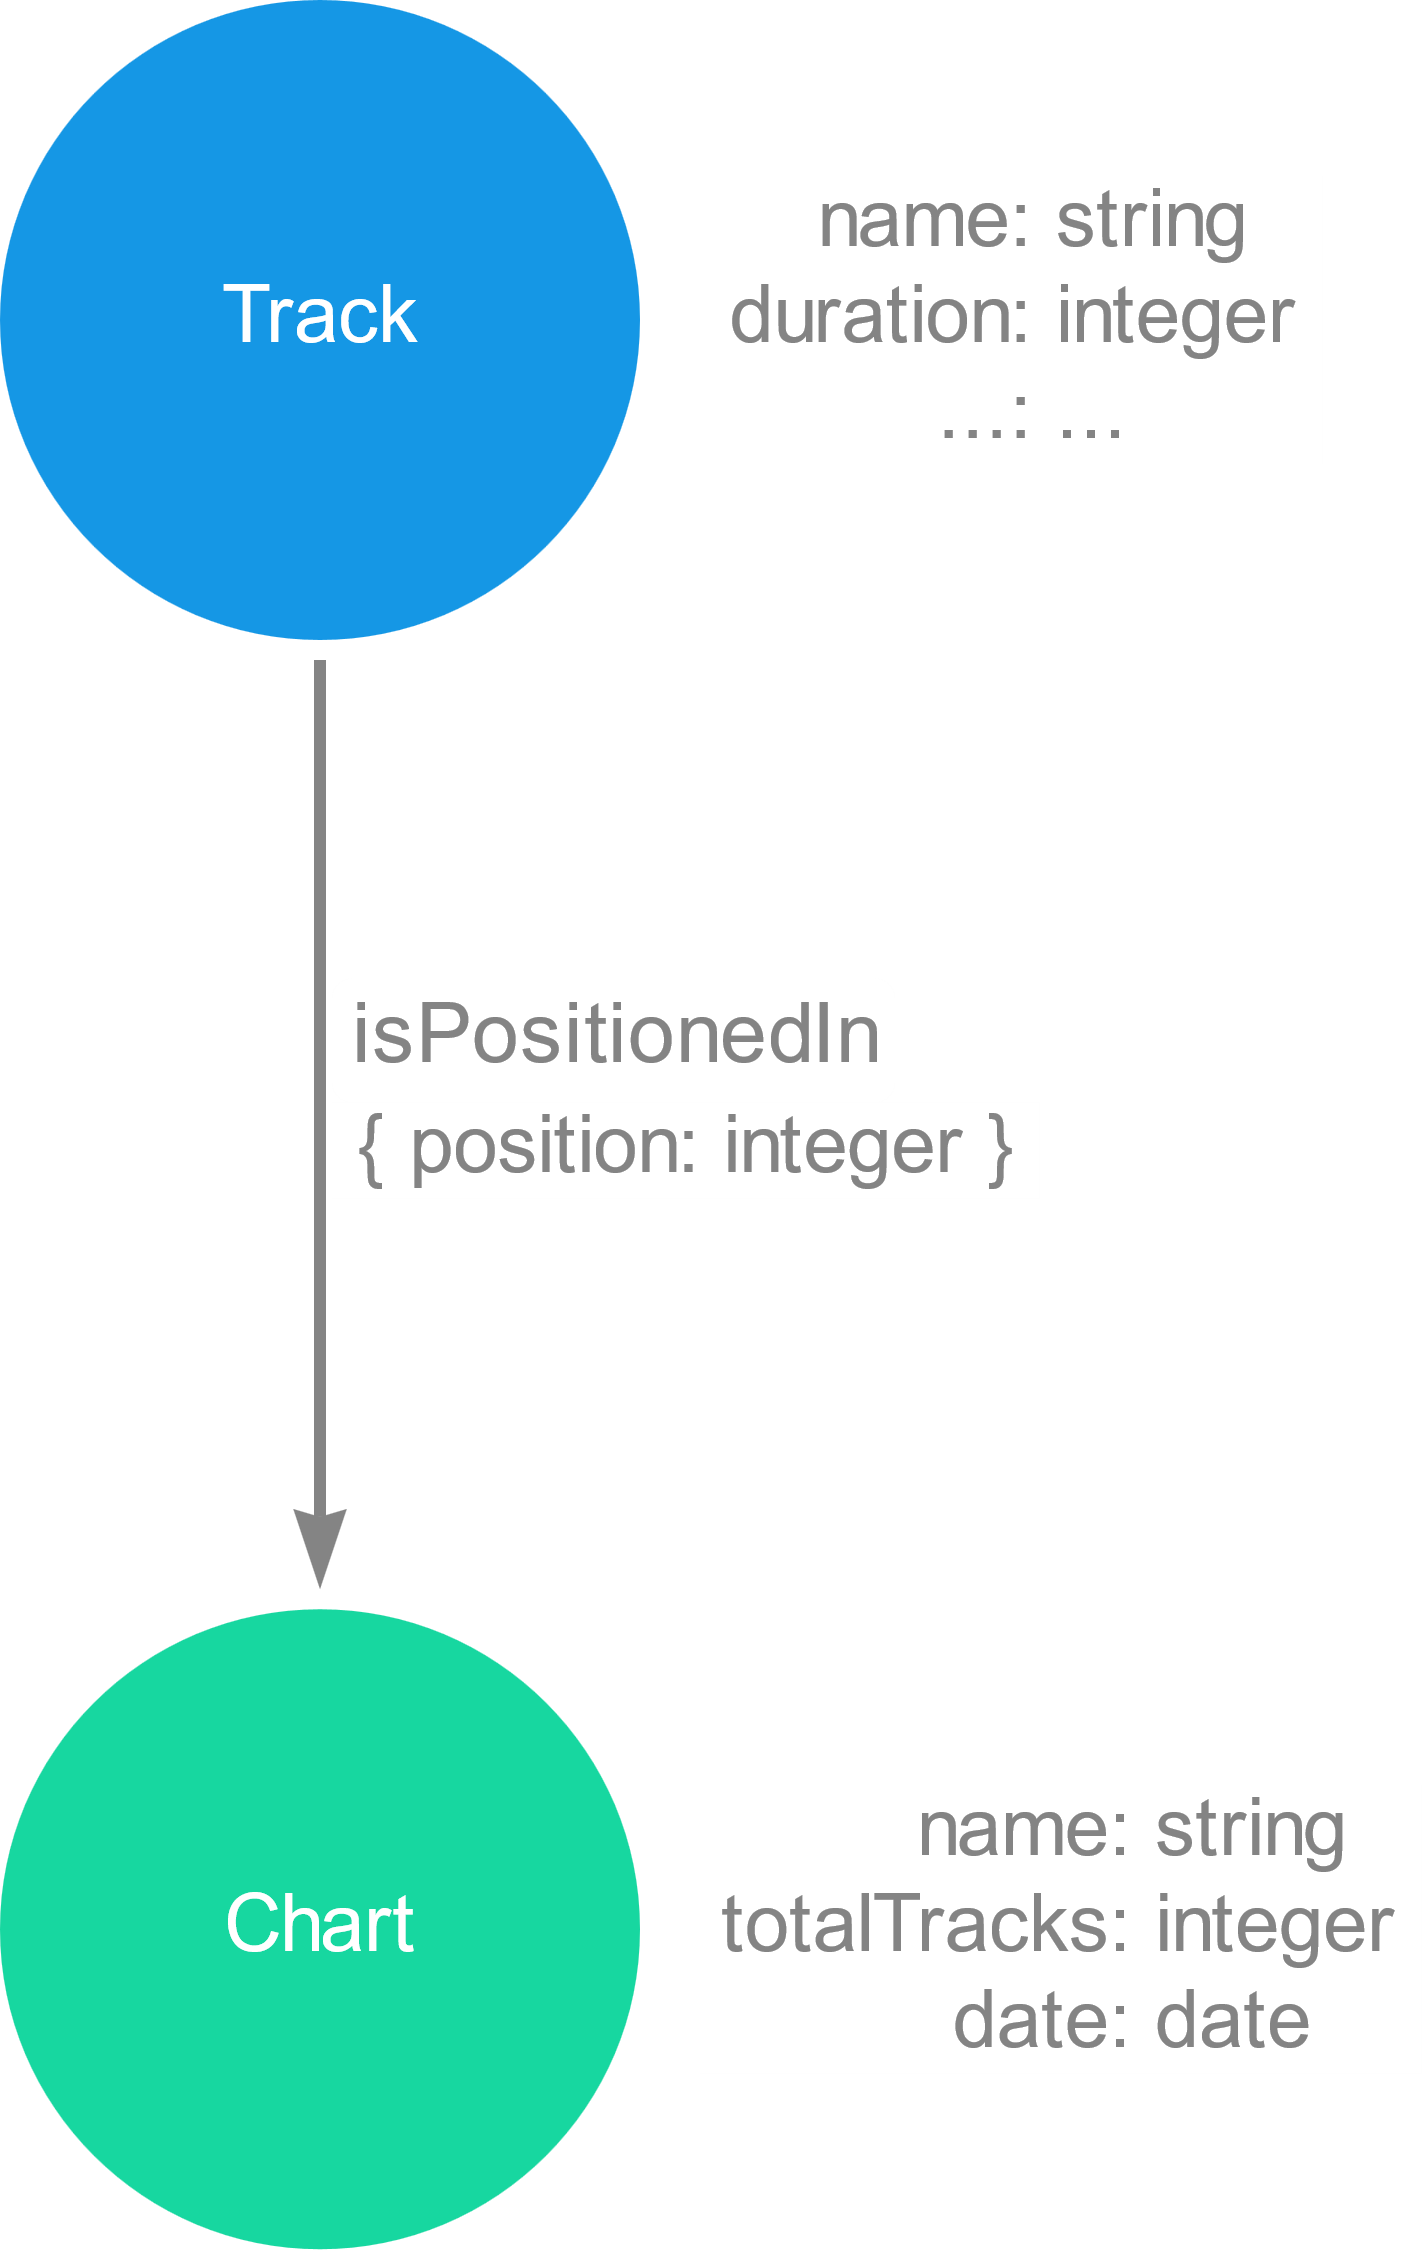 Track
name: string
duration: integer
...: ...
isPositionedIn
{ position: integer }
Chart
name: string
totalTracks: integer
date: date